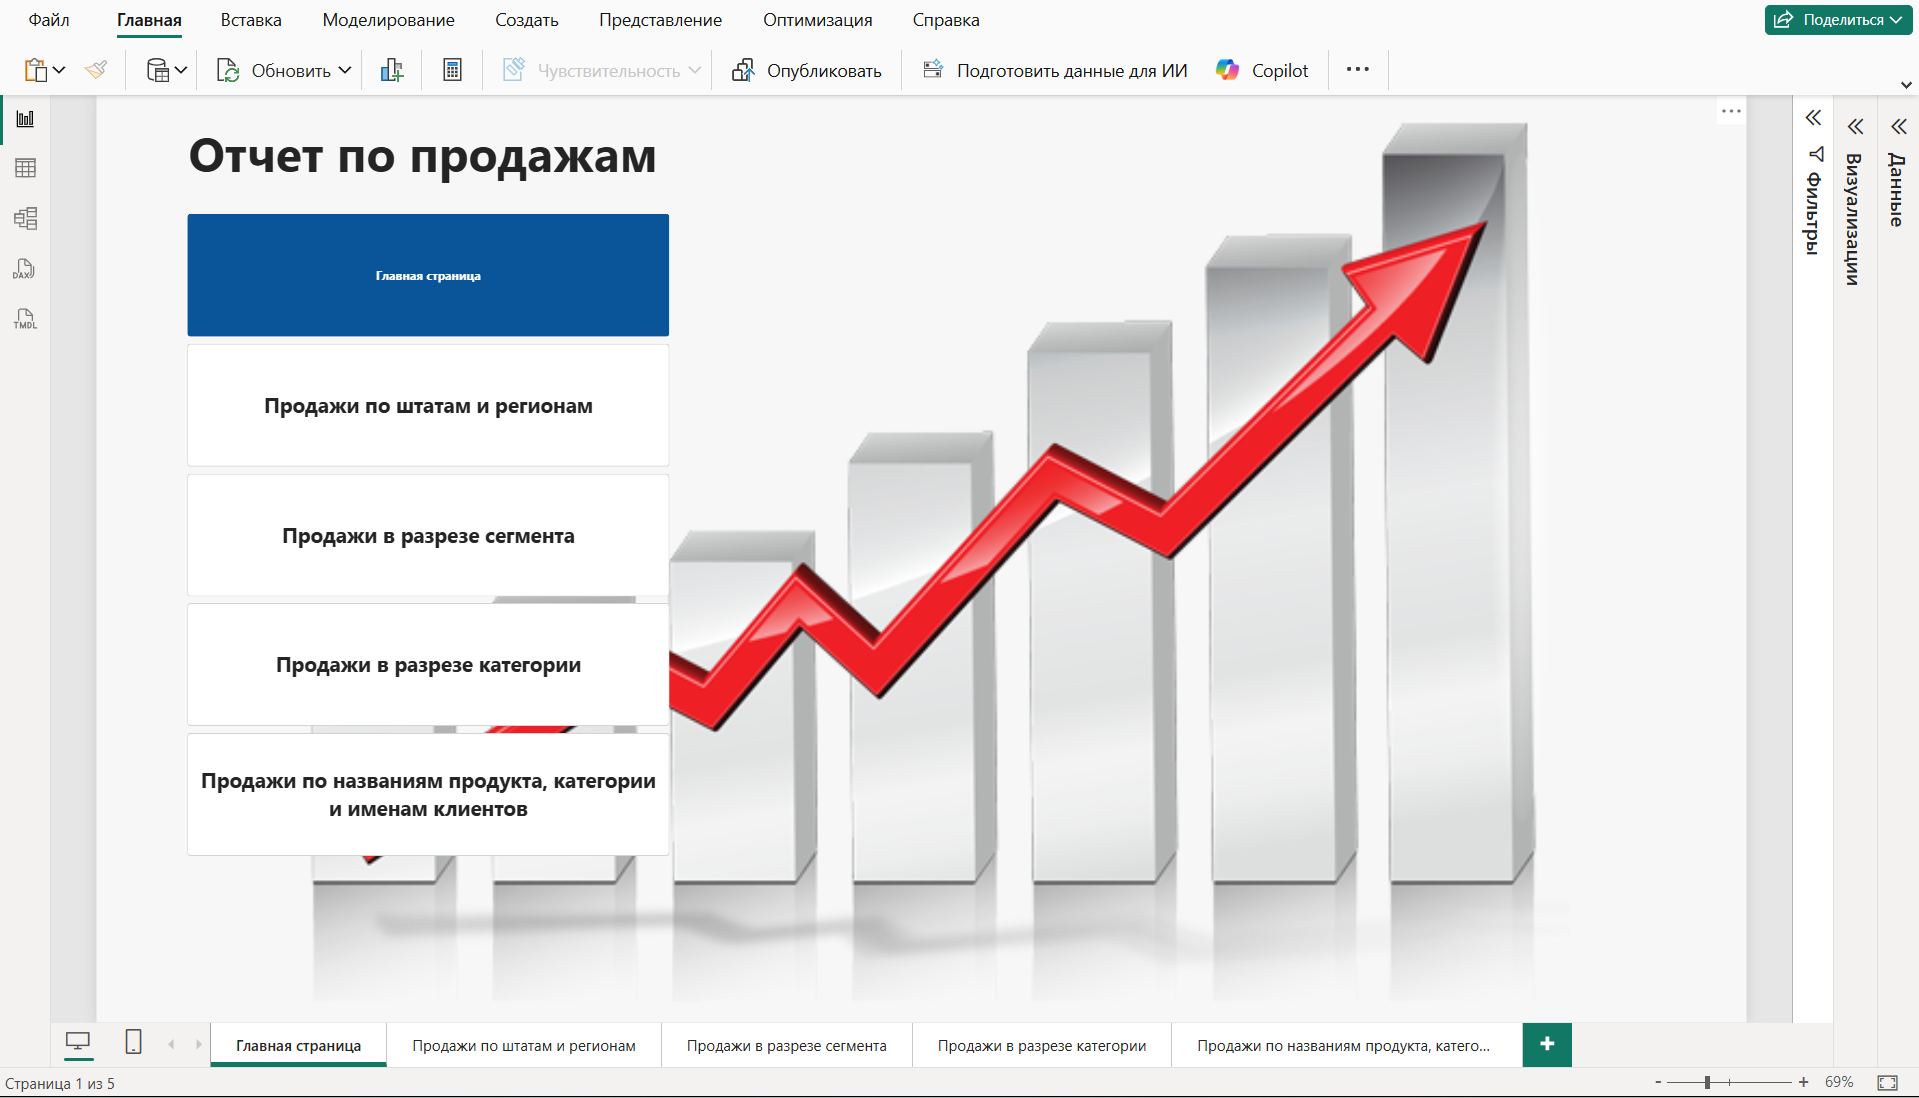 Файл
Главная
Вставка
Моделирование
Создать
Представление
Оптимизация
Справка
Поделиться
Обновить
Чувствительность
Опубликовать
Подготовить данные для ИИ
Copilot
DAX
TMDL
Отчет по продажам
Главная страница
Продажи по штатам и регионам
Продажи в разрезе сегмента
Продажи в разрезе категории
Продажи по названиям продукта, категории
и именам клиентов
Фильтры
Визуализации
Данные
Главная страница
Продажи по штатам и регионам
Продажи в разрезе сегмента
Продажи в разрезе категории
Продажи по названиям продукта, катего...
Страница 1 из 5
69%